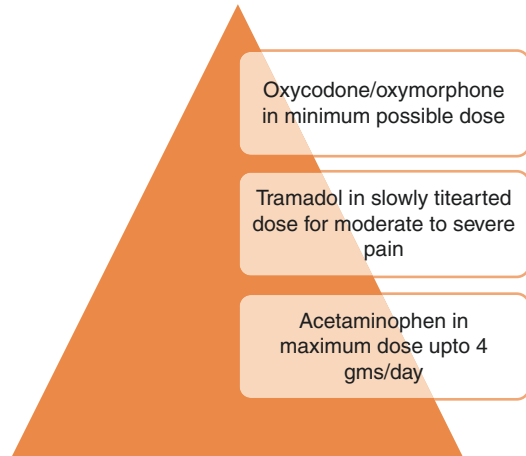 Oxycodone/oxymorphone
in minimum possible dose
Tramadol in slowly titearted
dose for moderate to severe
pain
Acetaminophen in
maximum dose upto 4
gms/day